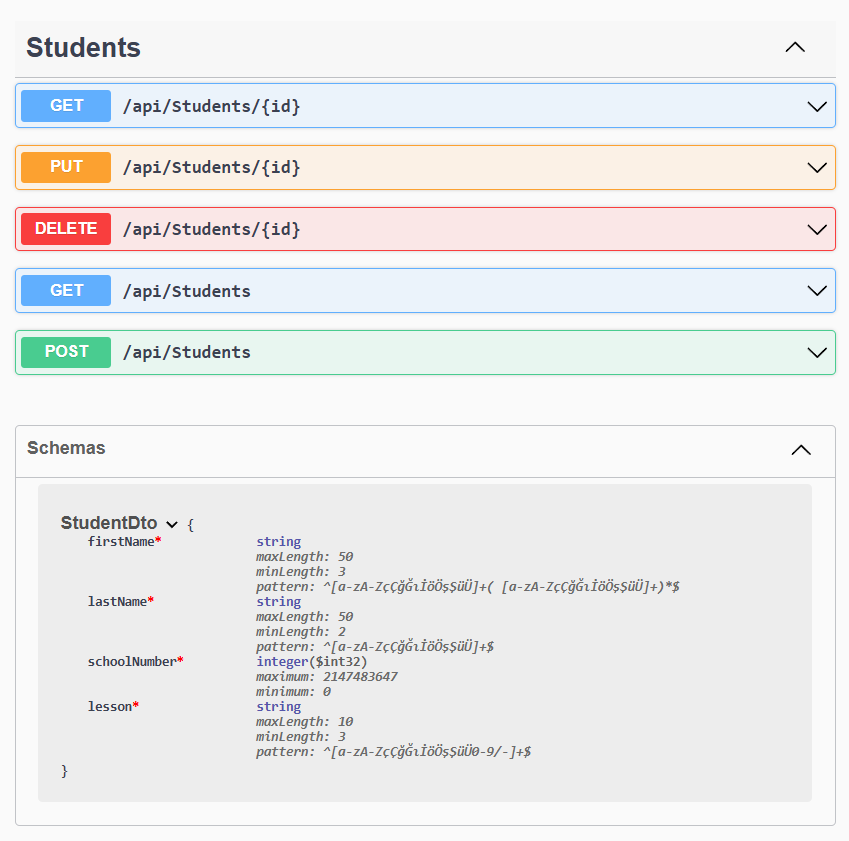 Students
GET /api/Students/{id}
PUT /api/Students/{id}
DELETE /api/Students/{id}
GET /api/Students
POST /api/Students
Schemas
StudentDto {
firstName* string
maxLength: 50
minLength: 3
pattern: ^[a-zA-ZçÇğĞıİöÖşŞüÜ]+( [a-zA-ZçÇğĞıİöÖşŞüÜ]+)*$
lastName* string
maxLength: 50
minLength: 2
pattern: ^[a-zA-ZçÇğĞıİöÖşŞüÜ]+$
schoolNumber* integer($int32)
maximum: 2147483647
minimum: 0
lesson* string
maxLength: 10
minLength: 3
pattern: ^[a-zA-ZçÇğĞıİöÖşŞüÜ0-9/-]+$
}